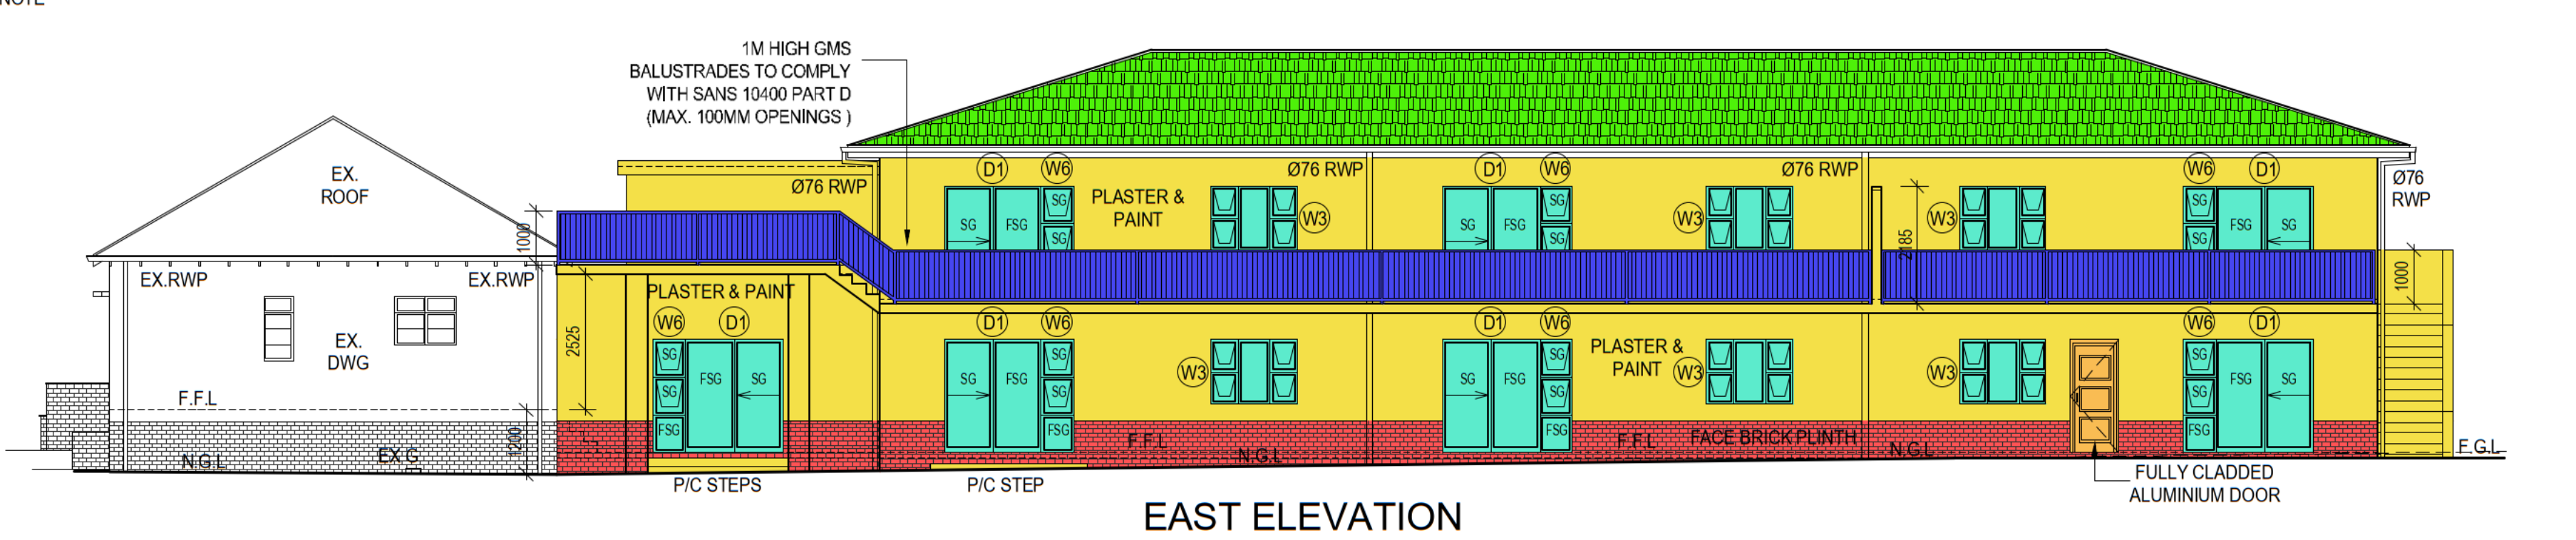 1M HIGH GMS
BALUSTRADES TO COMPLY
WITH SANS 10400 PART D
(MAX. 100MM OPENINGS )
EX.
ROOF
Ø76 RWP
D1
W6
Ø76 RWP
D1
W6
Ø76 RWP
W6
D1
Ø76
RWP
PLASTER &
PAINT
SG
FSG
SG
SG
W3
SG
FSG
SG
SG
W3
W3
SG
SG
FSG
SG
1000
2185
1000
EX.RWP
EX.RWP
PLASTER & PAINT
W6
D1
D1
W6
D1
W6
W6
D1
EX.
DWG
2525
SG
SG
FSG
FSG
SG
SG
FSG
SG
SG
FSG
W3
PLASTER &
PAINT
SG
FSG
SG
SG
FSG
W3
W3
SG
SG
FSG
FSG
SG
F.F.L
1200
F.F.L
F.F.L
FACE BRICK PLINTH
N.G.L
EX.G
N.G.L
N.G.L
F.G.L
P/C STEPS
P/C STEP
FULLY CLADDED
ALUMINIUM DOOR
EAST ELEVATION